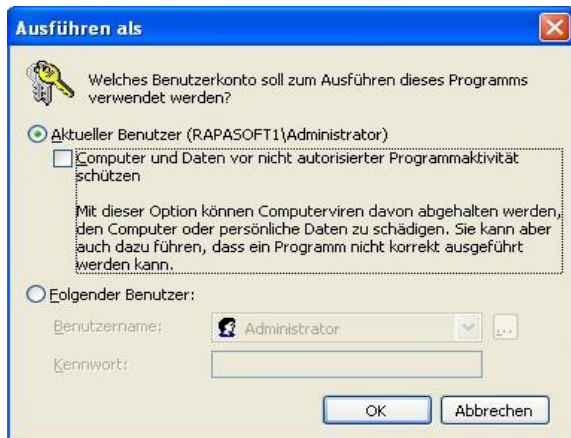 Ausführen als
Welches Benutzerkonto soll zum Ausführen dieses Programms
verwendet werden?
Aktueller Benutzer (RAPASOFT1\Administrator)
Computer und Daten vor nicht autorisierter Programmaktivität
schützen
Mit dieser Option können Computerviren davon abgehalten werden,
den Computer oder persönliche Daten zu schädigen. Sie kann aber
auch dazu führen, dass ein Programm nicht korrekt ausgeführt
werden kann.
Folgender Benutzer:
Benutzername: Administrator ...
Kennwort:
OK Abbrechen